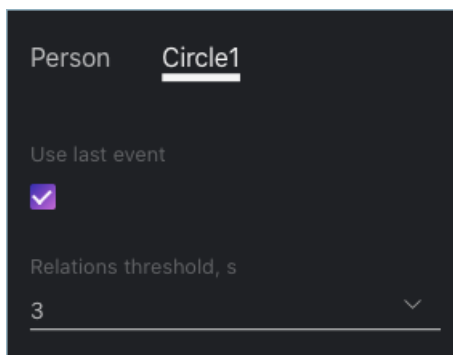 Person Circle1
Use last event
Relations threshold, s
3